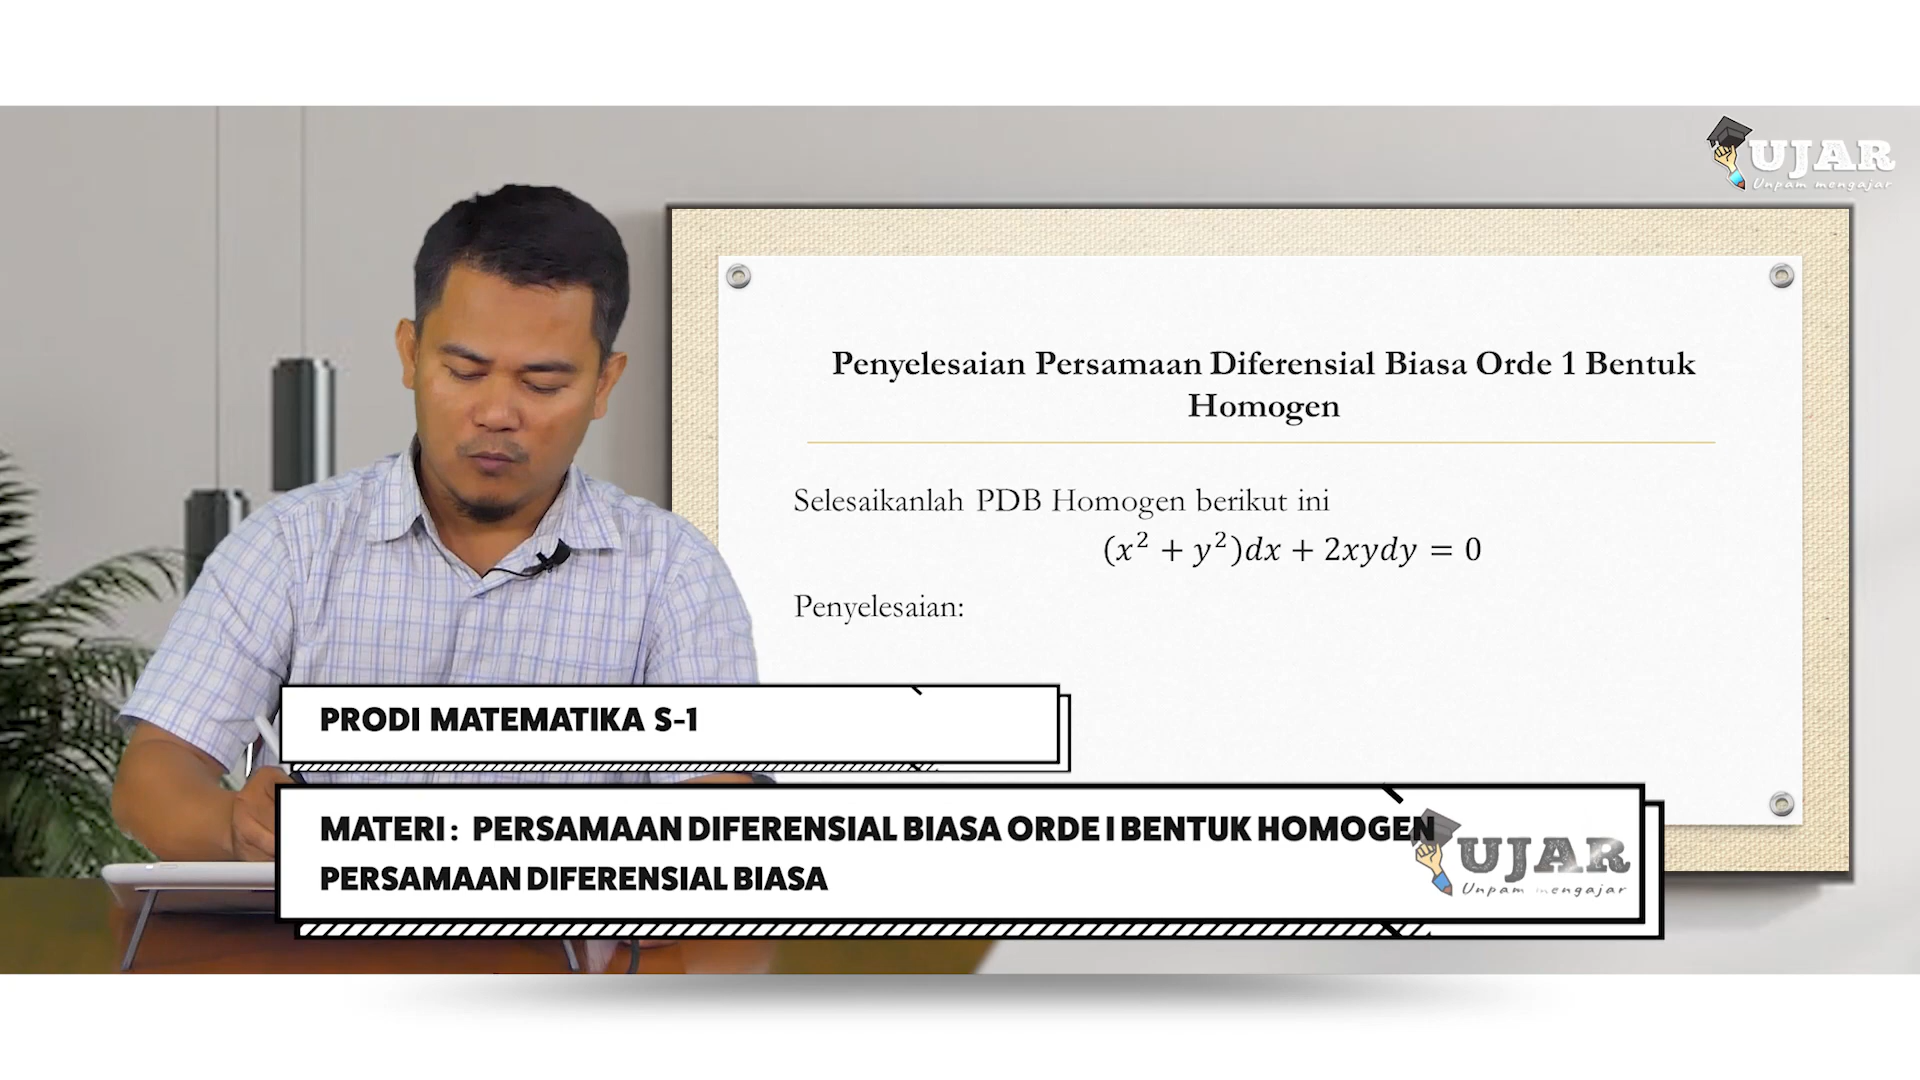 UJAR
Unpam mengajar
Penyelesaian Persamaan Diferensial Biasa Orde 1 Bentuk
Homogen
Selesaikanlah PDB Homogen berikut ini
(x² + y²)dx + 2xydy = 0
Penyelesaian:
PRODI MATEMATIKA S-1
MATERI : PERSAMAAN DIFERENSIAL BIASA ORDE I BENTUK HOMOGEN
PERSAMAAN DIFERENSIAL BIASA
UJAR
Unpam mengajar